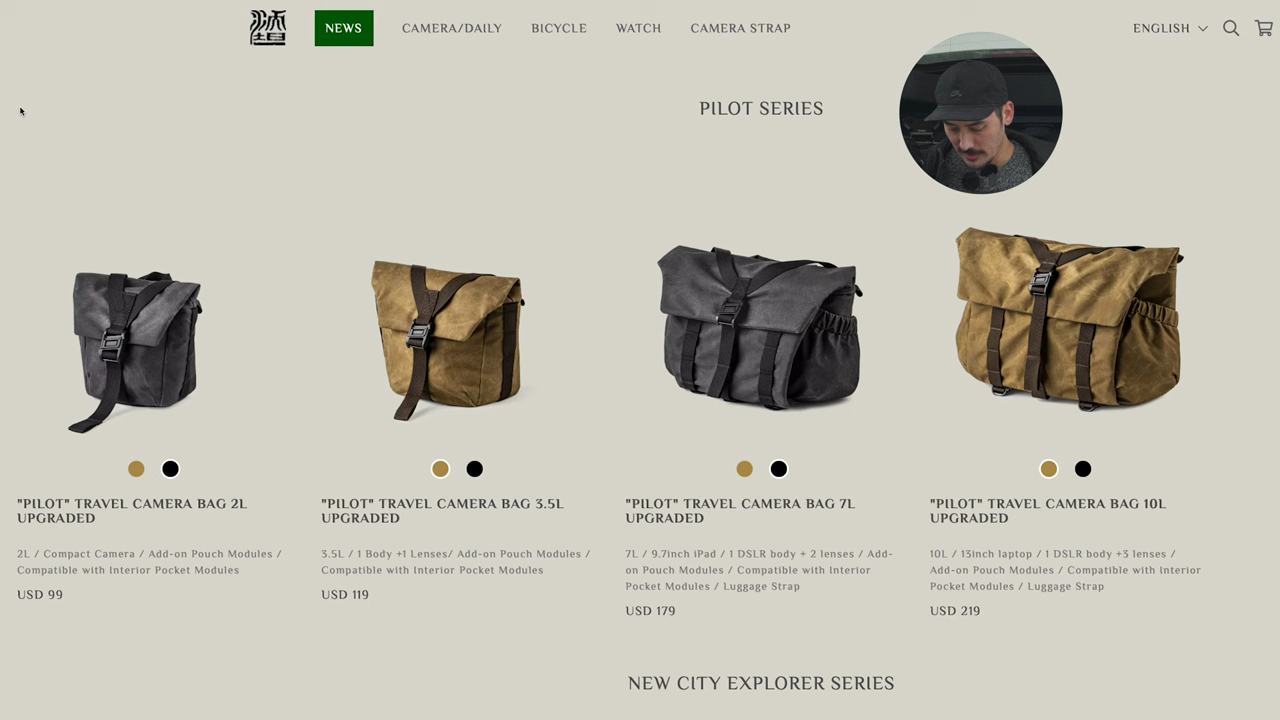 NEWS
CAMERA/DAILY
BICYCLE
WATCH
CAMERA STRAP
ENGLISH
PILOT SERIES
"PILOT" TRAVEL CAMERA BAG 2L
UPGRADED
2L / Compact Camera / Add-on Pouch Modules /
Compatible with Interior Pocket Modules
USD 99
"PILOT" TRAVEL CAMERA BAG 3.5L
UPGRADED
3.5L / 1 Body +1 Lenses/ Add-on Pouch Modules /
Compatible with Interior Pocket Modules
USD 119
"PILOT" TRAVEL CAMERA BAG 7L
UPGRADED
7L / 9.7inch iPad / 1 DSLR body + 2 lenses / Add-
on Pouch Modules / Compatible with Interior
Pocket Modules / Luggage Strap
USD 179
"PILOT" TRAVEL CAMERA BAG 10L
UPGRADED
10L / 13inch laptop / 1 DSLR body +3 lenses /
Add-on Pouch Modules / Compatible with Interior
Pocket Modules / Luggage Strap
USD 219
NEW CITY EXPLORER SERIES